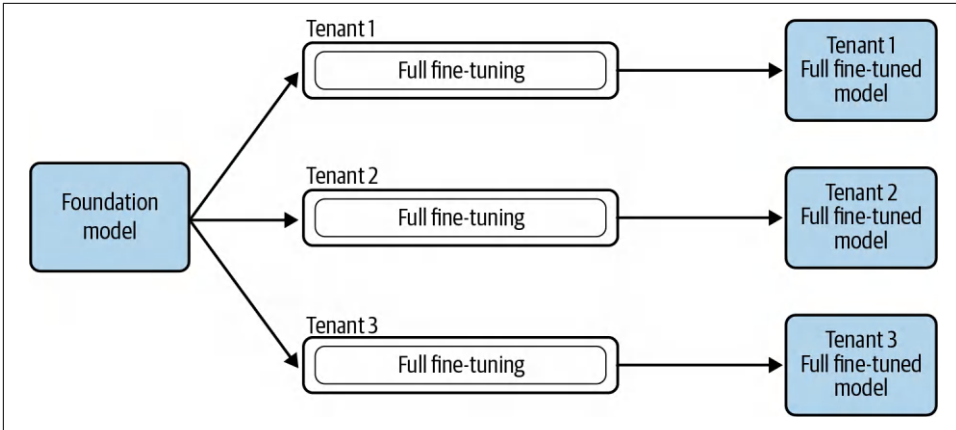 Foundation
model
Tenant 1
Full fine-tuning
Tenant 1
Full fine-tuned
model
Tenant 2
Full fine-tuning
Tenant 2
Full fine-tuned
model
Tenant 3
Full fine-tuning
Tenant 3
Full fine-tuned
model